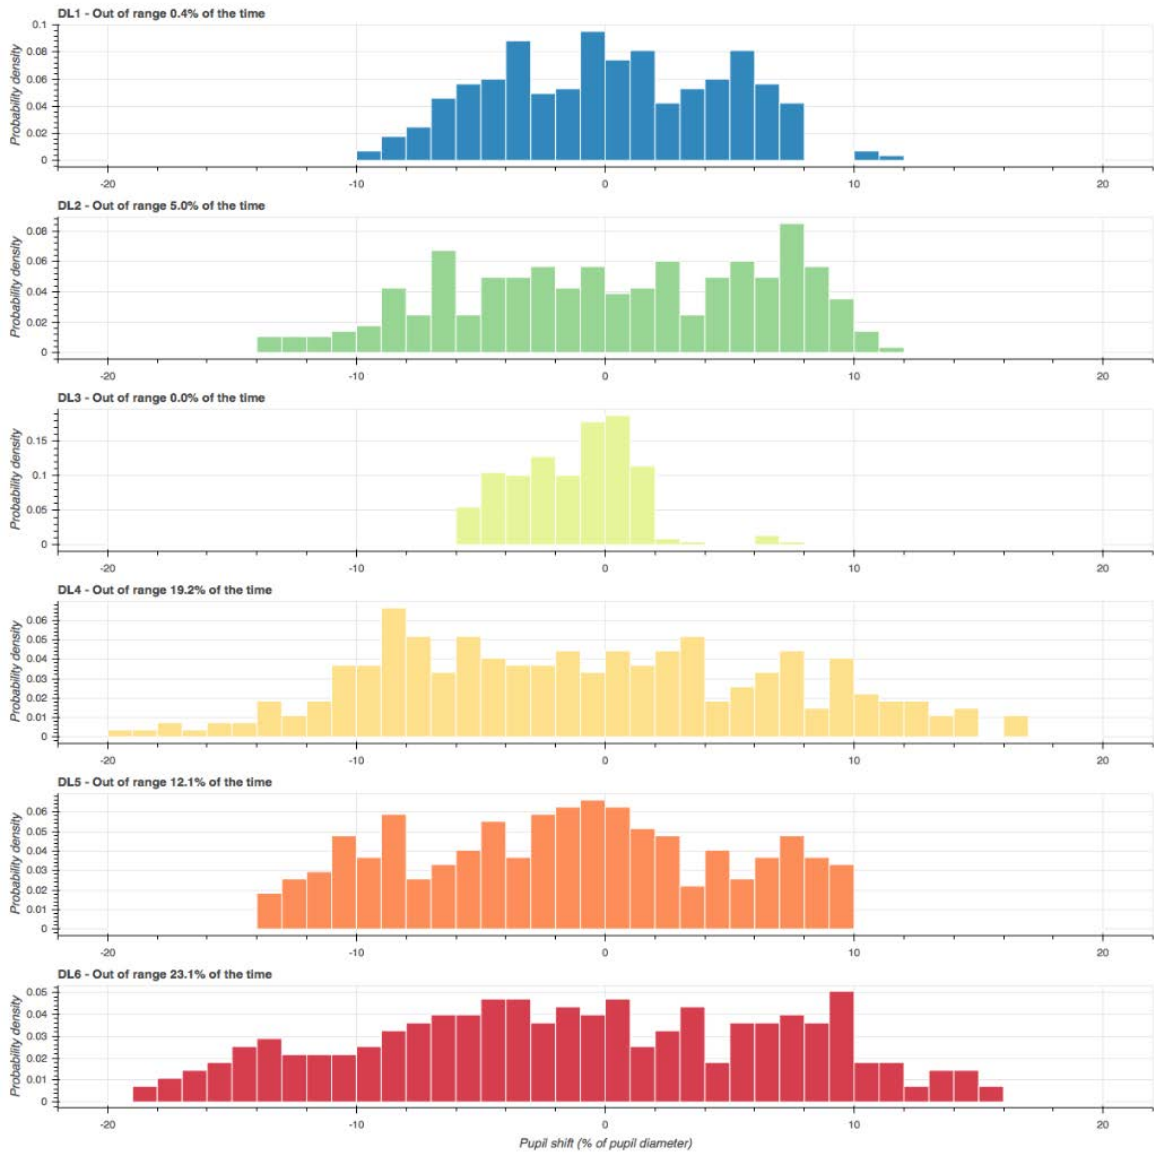 DL1 - Out of range 0.4% of the time
Probability density
0.1
0.08
0.06
0.04
0.02
0
-20 -10 0 10 20
DL2 - Out of range 5.0% of the time
Probability density
0.08
0.06
0.04
0.02
0
-20 -10 0 10 20
DL3 - Out of range 0.0% of the time
Probability density
0.15
0.1
0.05
0
-20 -10 0 10 20
DL4 - Out of range 19.2% of the time
Probability density
0.06
0.05
0.04
0.03
0.02
0.01
0
-20 -10 0 10 20
DL5 - Out of range 12.1% of the time
Probability density
0.06
0.05
0.04
0.03
0.02
0.01
0
-20 -10 0 10 20
DL6 - Out of range 23.1% of the time
Probability density
0.05
0.04
0.03
0.02
0.01
0
-20 -10 0 10 20
Pupil shift (% of pupil diameter)